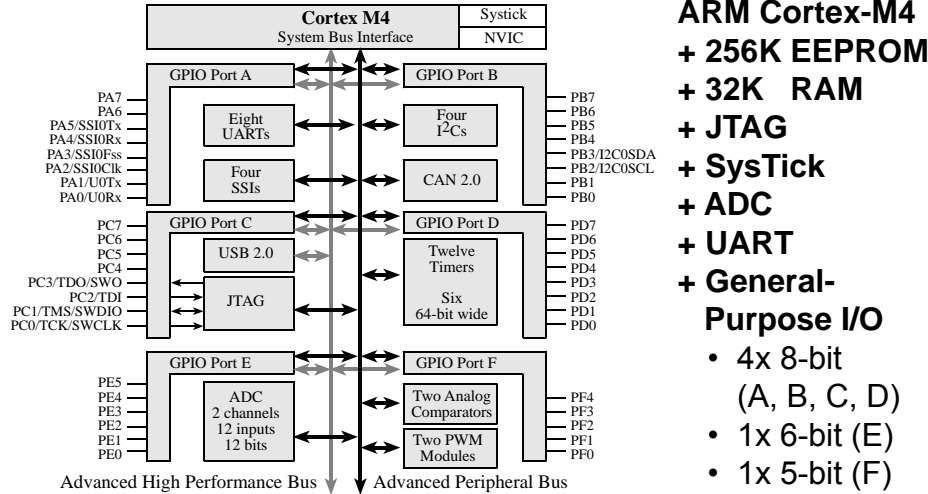 Cortex M4
System Bus Interface
Systick
NVIC
GPIO Port A
GPIO Port B
PA7
PA6
PA5/SSI0Tx
PA4/SSI0Rx
PA3/SSI0Fss
PA2/SSI0Clk
PA1/U0Tx
PA0/U0Rx
Eight
UARTs
Four
SSIs
Four
I2Cs
CAN 2.0
PB7
PB6
PB5
PB4
PB3/I2C0SDA
PB2/I2C0SCL
PB1
PB0
GPIO Port C
GPIO Port D
PC7
PC6
PC5
PC4
PC3/TDO/SWO
PC2/TDI
PC1/TMS/SWDIO
PC0/TCK/SWCLK
USB 2.0
JTAG
Twelve
Timers
Six
64-bit wide
PD7
PD6
PD5
PD4
PD3
PD2
PD1
PD0
GPIO Port E
GPIO Port F
PE5
PE4
PE3
PE2
PE1
PE0
ADC
2 channels
12 inputs
12 bits
Two Analog
Comparators
Two PWM
Modules
PF4
PF3
PF2
PF1
PF0
Advanced High Performance Bus
Advanced Peripheral Bus
ARM Cortex-M4
+ 256K EEPROM
+ 32K RAM
+ JTAG
+ SysTick
+ ADC
+ UART
+ General-
Purpose I/O
• 4x 8-bit
(A, B, C, D)
• 1x 6-bit (E)
• 1x 5-bit (F)